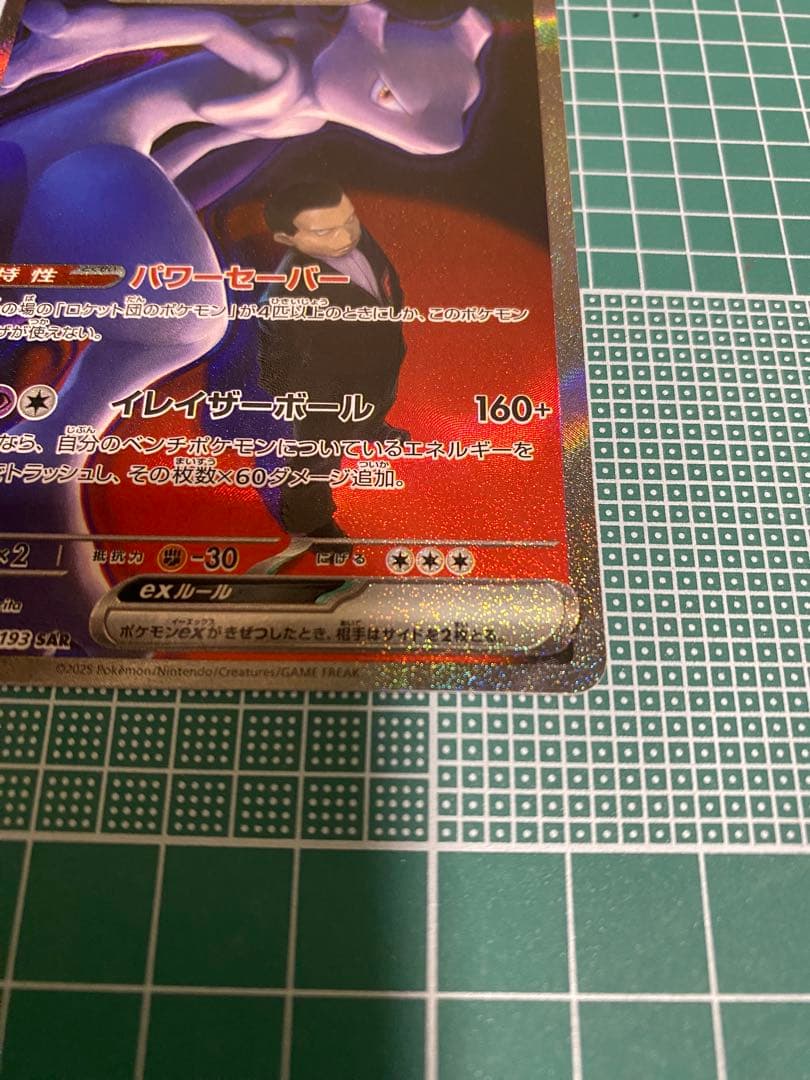 特性 パワーセーバー
の場の「ロケット団のポケモン」が4匹以上のときにしか、このポケモン
ザが使えない。
イレイザーボール 160+
なら、自分のベンチポケモンについているエネルギーを
トラッシュし、その枚数×60ダメージ追加。
×2 抵抗力 -30 にげる
193 SAR
exルール
ポケモンexがきぜつしたとき、相手はサイドを2枚とる。
©2025 Pokémon/Nintendo/Creatures/GAME FREAK